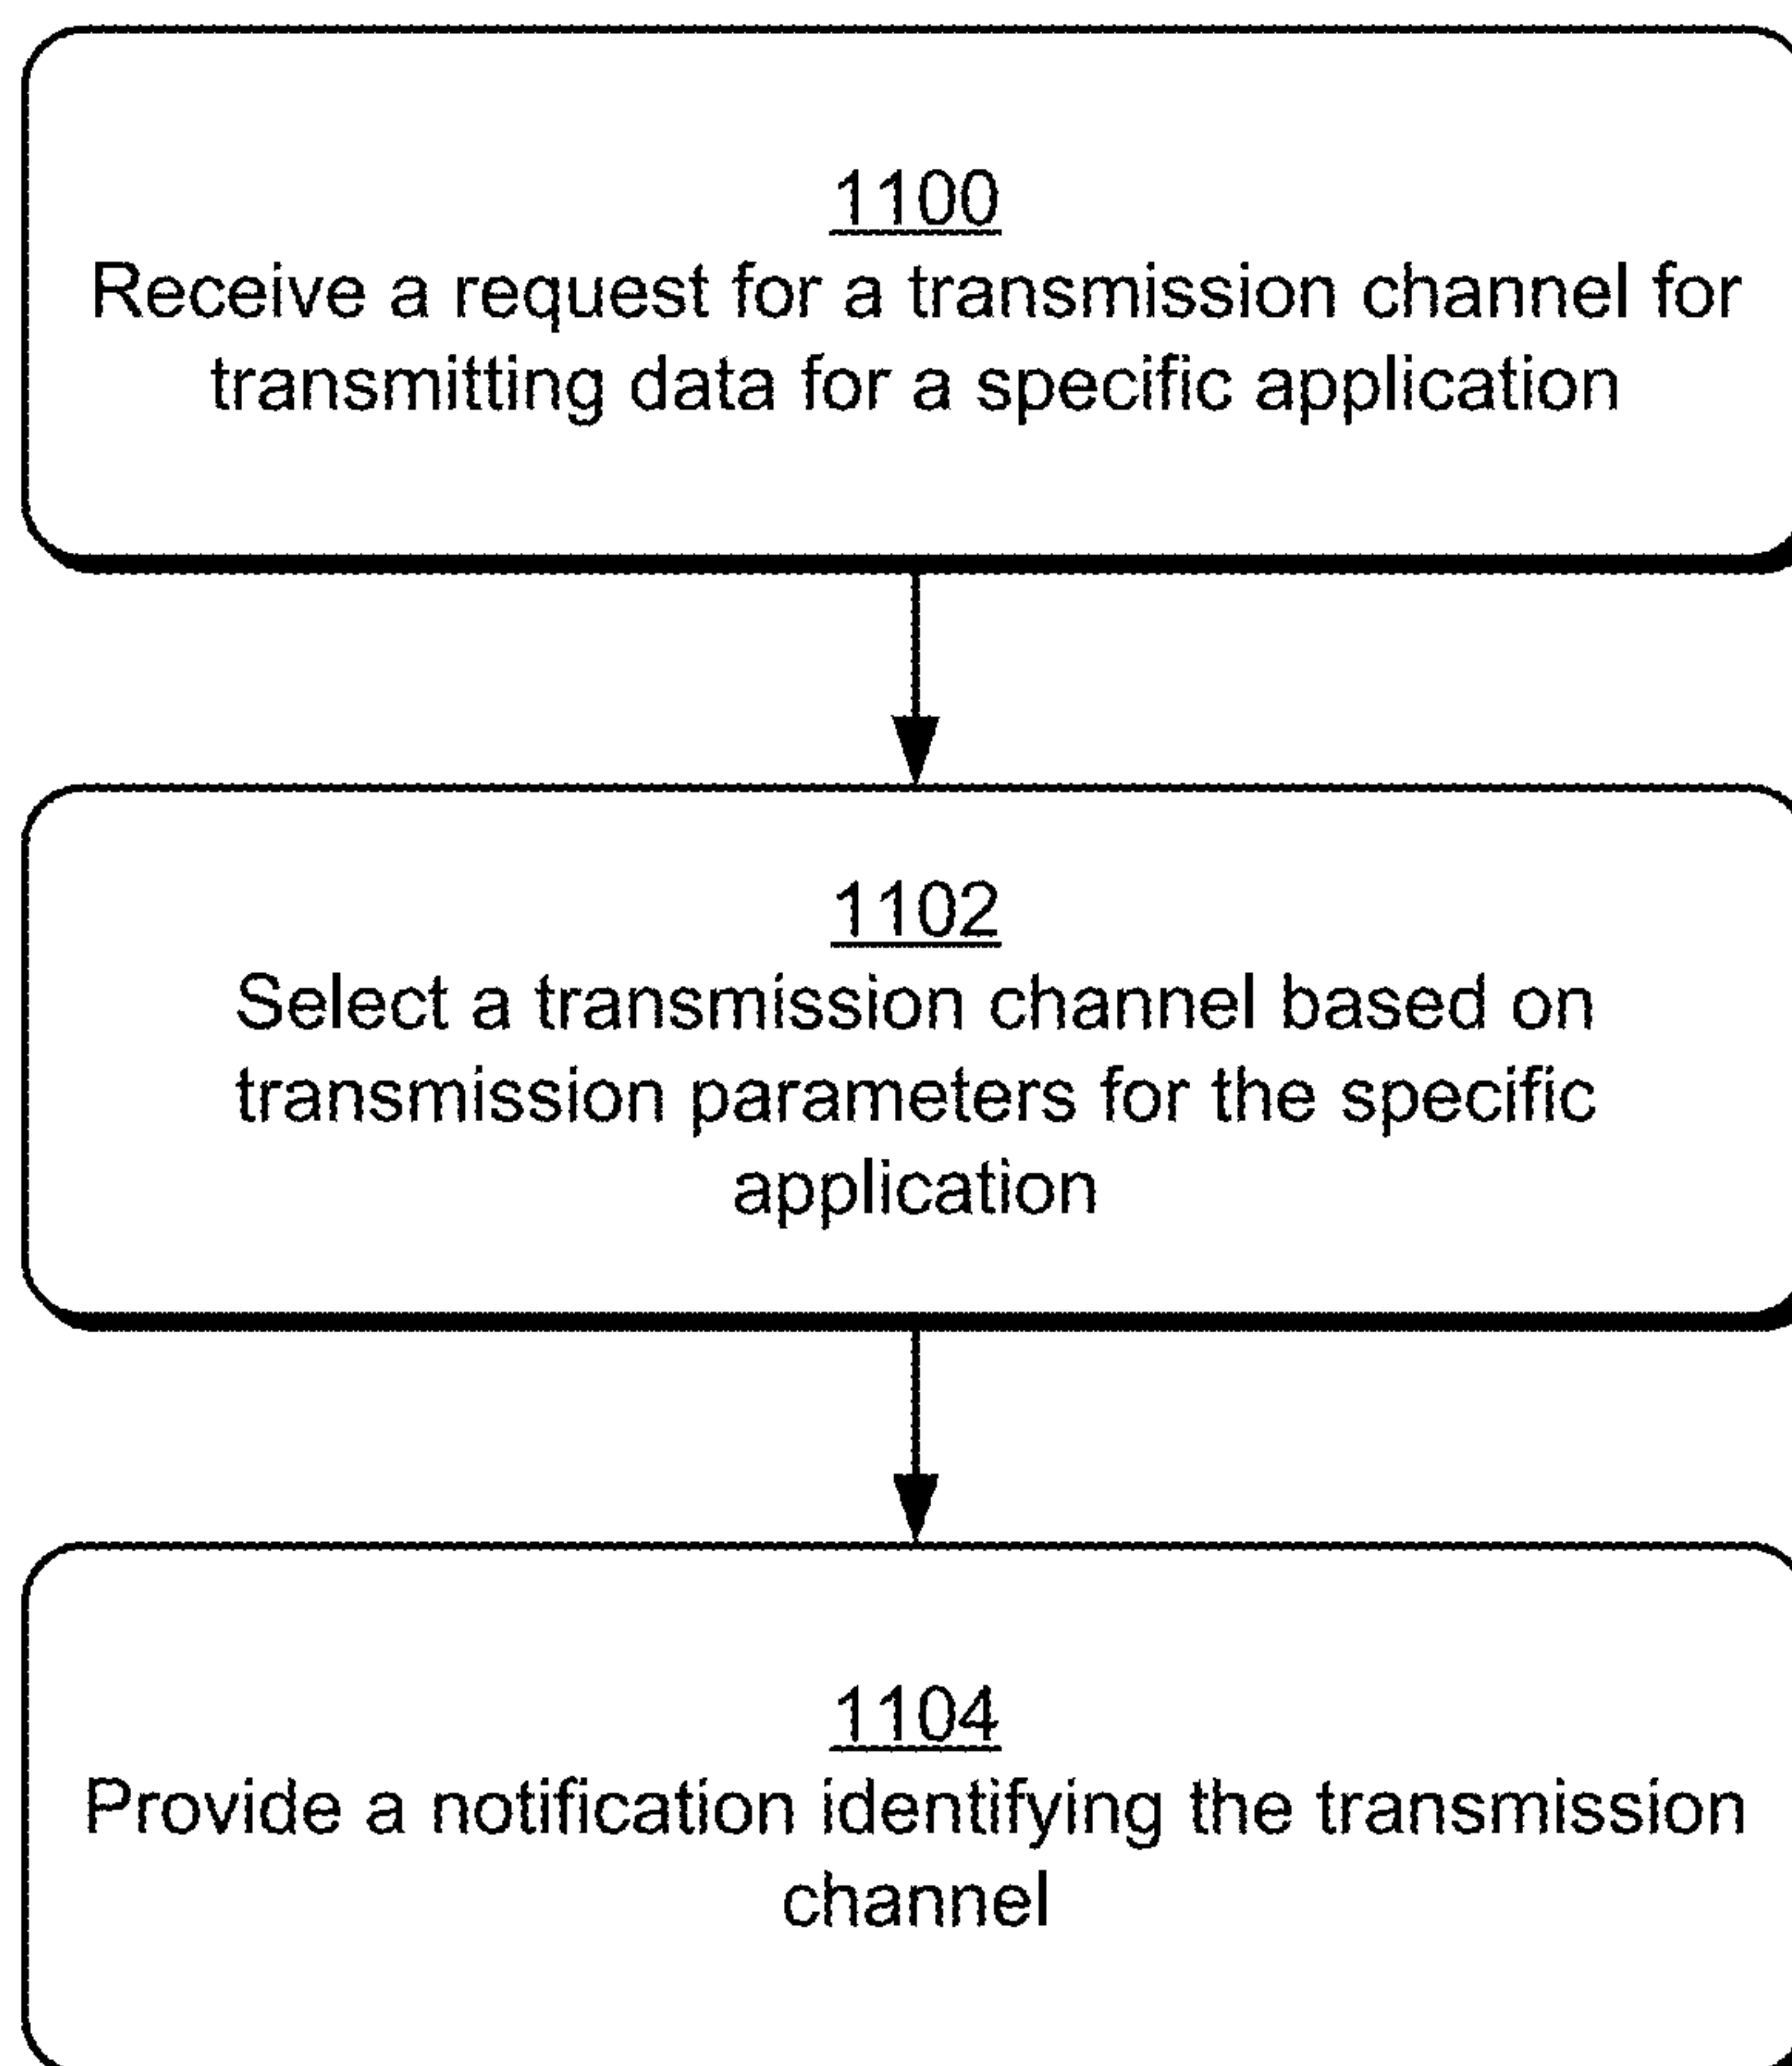 1100
Receive a request for a transmission channel for
transmitting data for a specific application
1102
Select a transmission channel based on
transmission parameters for the specific
application
1104
Provide a notification identifying the transmission
channel